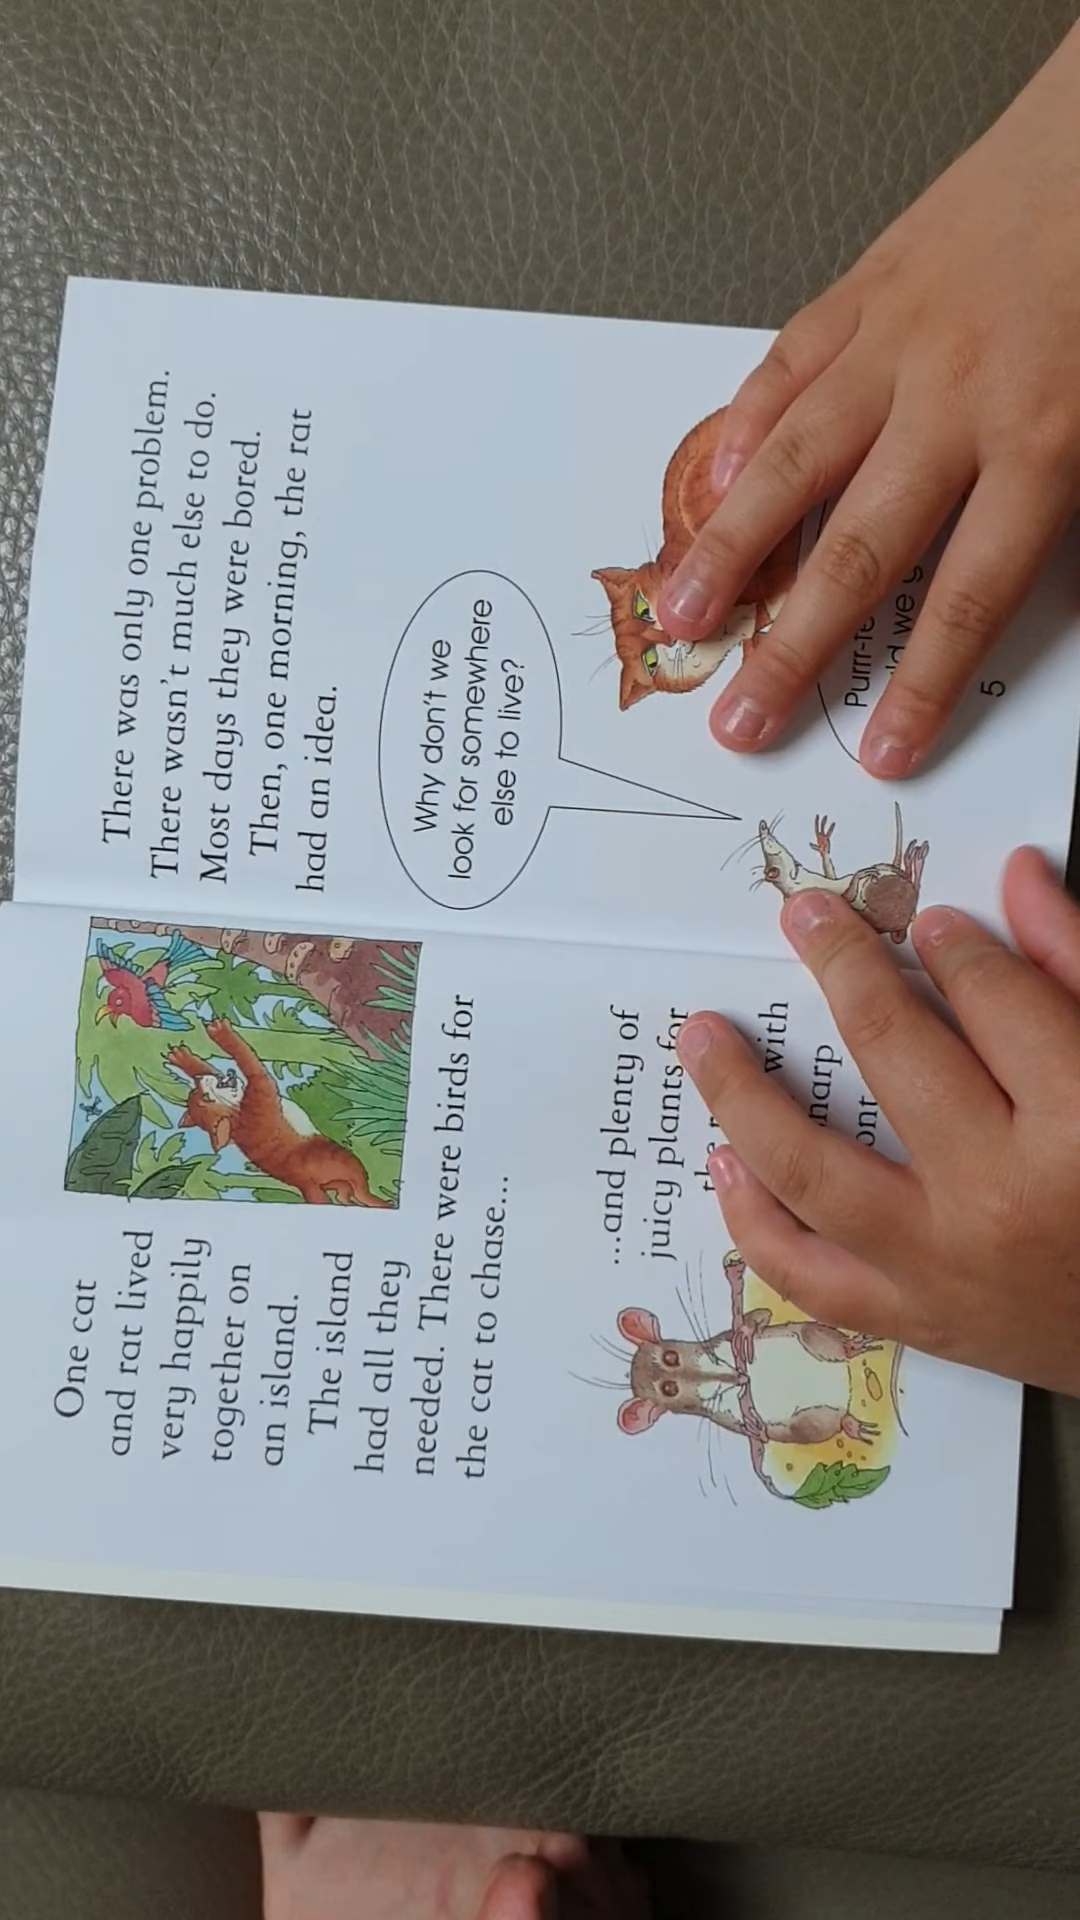 One cat
and rat lived
very happily
together on
an island.
The island
had all they
needed. There were birds for
the cat to chase...
...and plenty of
juicy plants for
the with
There was only one problem.
There wasn't much else to do.
Most days they were bored.
Then, one morning, the rat
had an idea.
Why don't we
look for somewhere
else to live?
we
5